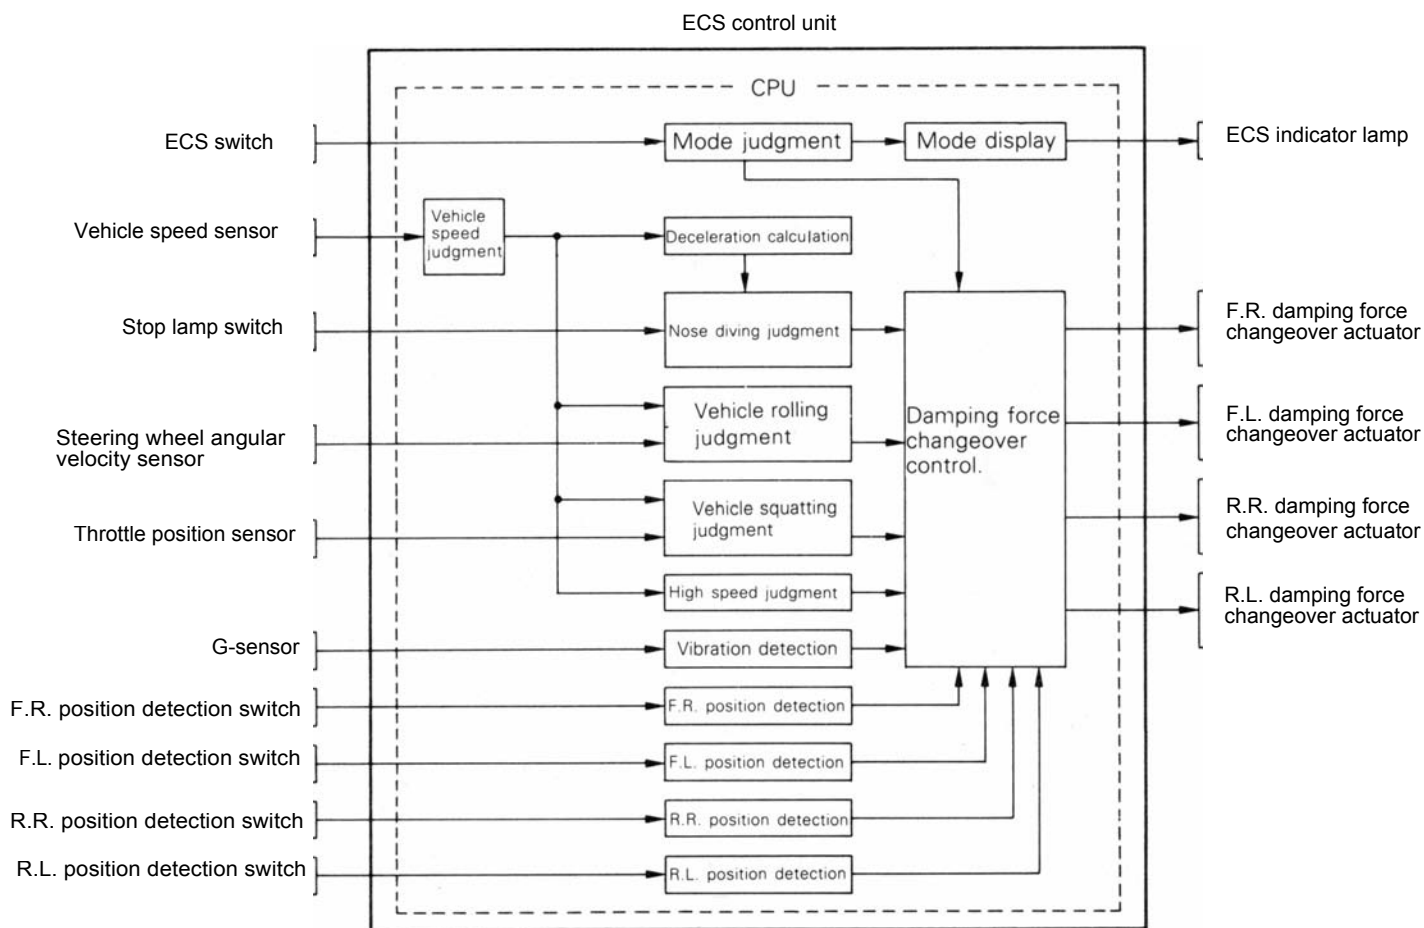 ECS control unit
CPU
ECS switch
Mode judgment
Mode display
ECS indicator lamp
Vehicle speed sensor
Vehicle
speed
judgment
Deceleration calculation
Stop lamp switch
Nose diving judgment
F.R. damping force
changeover actuator
Steering wheel angular
velocity sensor
Vehicle rolling
judgment
Damping force
changeover
control.
F.L. damping force
changeover actuator
Throttle position sensor
Vehicle squatting
judgment
R.R. damping force
changeover actuator
High speed judgment
R.L. damping force
changeover actuator
G-sensor
Vibration detection
F.R. position detection switch
F.R. position detection
F.L. position detection switch
F.L. position detection
R.R. position detection switch
R.R. position detection
R.L. position detection switch
R.L. position detection